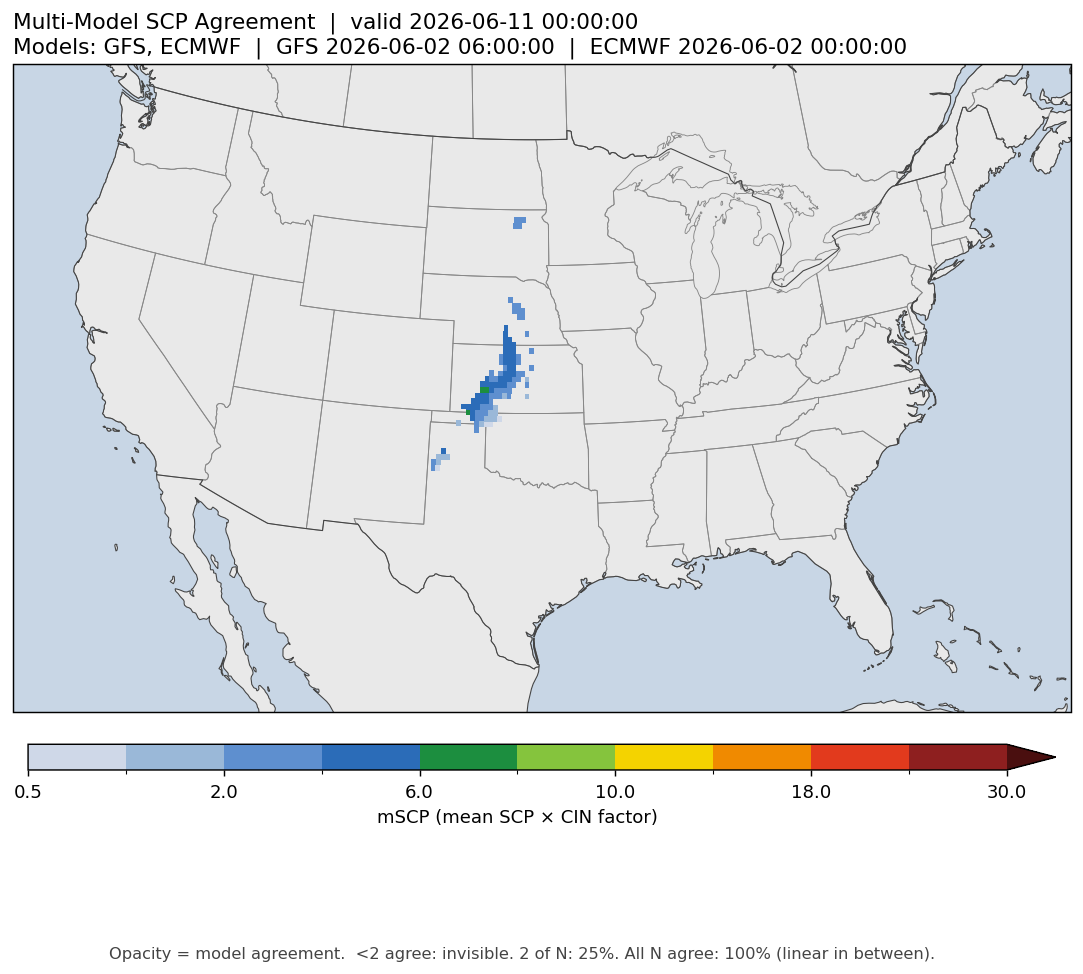 Multi-Model SCP Agreement  |  valid 2026-06-11 00:00:00
Models: GFS, ECMWF  |  GFS 2026-06-02 06:00:00  |  ECMWF 2026-06-02 00:00:00
0.5 2.0 6.0 10.0 18.0 30.0
mSCP (mean SCP × CIN factor)
Opacity = model agreement.  <2 agree: invisible. 2 of N: 25%. All N agree: 100% (linear in between).